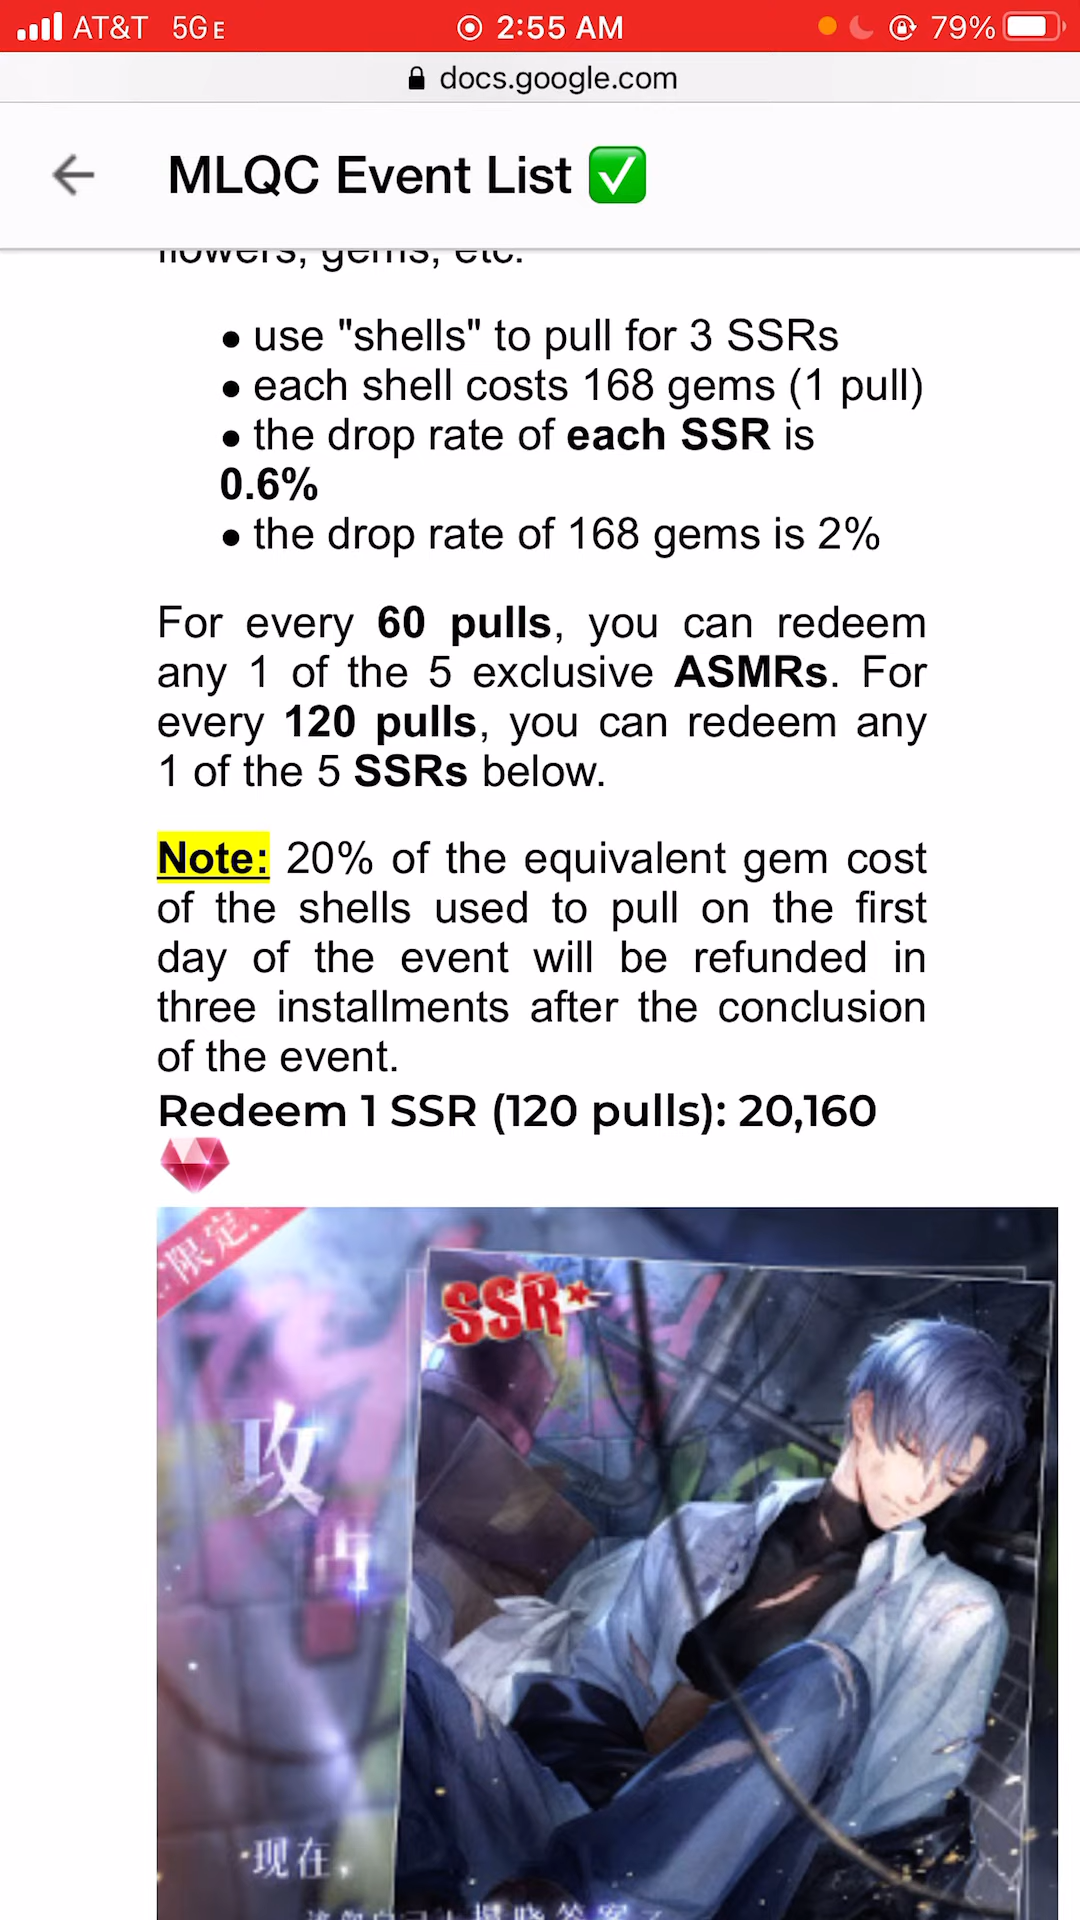 AT&T 5GE 2:55 AM 79%
docs.google.com
MLQC Event List ✅
flowers, gems, etc.
● use "shells" to pull for 3 SSRs
● each shell costs 168 gems (1 pull)
● the drop rate of each SSR is
0.6%
● the drop rate of 168 gems is 2%
For every 60 pulls, you can redeem
any 1 of the 5 exclusive ASMRs. For
every 120 pulls, you can redeem any
1 of the 5 SSRs below.
Note: 20% of the equivalent gem cost
of the shells used to pull on the first
day of the event will be refunded in
three installments after the conclusion
of the event.
Redeem 1 SSR (120 pulls): 20,160
限定
SSR
攻
占
·现在,